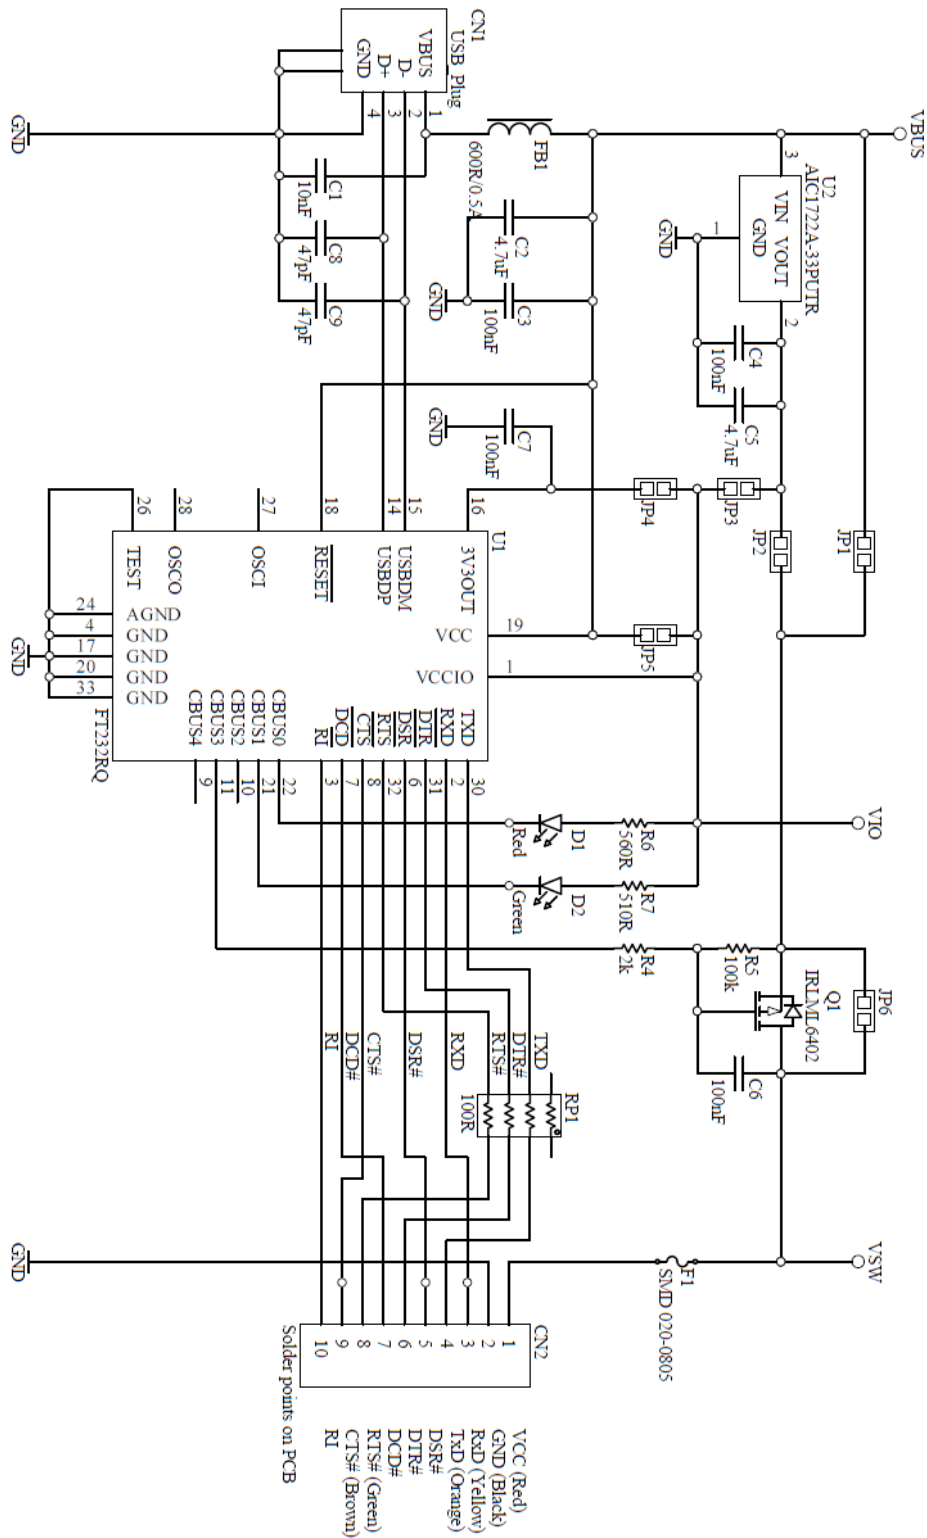 CN1
USB Plug
VBUS
D-
D+
GND
1
2
3
4
GND
C1
10nF
C8
47pF
C9
47pF
FB1
600R/0.5A
C2
4.7uF
C3
100nF
GND
VBUS
U2
AIC1722A-33PUTR
3
VIN VOUT
GND
1
2
GND
C4
100nF
C5
4.7uF
C7
100nF
GND
JP4
JP3
JP2
JP1
JP5
U1
16
15
14
18
27
28
26
3V3OUT
USBDM
USBDP
RESET
OSCI
OSCO
TEST
VCC
19
VCCIO
1
24
AGND
4
GND
17
GND
20
GND
33
GND
GND
FT232RQ
TXD
RXD
DTR
DSR
RTS
CTS
DCD
RI
CBUS0
CBUS1
CBUS2
CBUS3
CBUS4
30
2
31
6
32
8
7
3
22
21
10
11
9
VIO
D1
Red
R6
560R
D2
Green
R7
510R
R4
2k
R5
100k
Q1
IRLML6402
JP6
C6
100nF
TXD
DTR#
RTS#
RXD
DSR#
CTS#
DCD#
RI
RP1
100R
VSW
F1
SMD 020-0805
GND
CN2
1
2
3
4
5
6
7
8
9
10
Solder points on PCB
VCC (Red)
GND (Black)
RxD (Yellow)
TxD (Orange)
DSR#
DTR#
DCD#
RTS# (Green)
CTS# (Brown)
RI